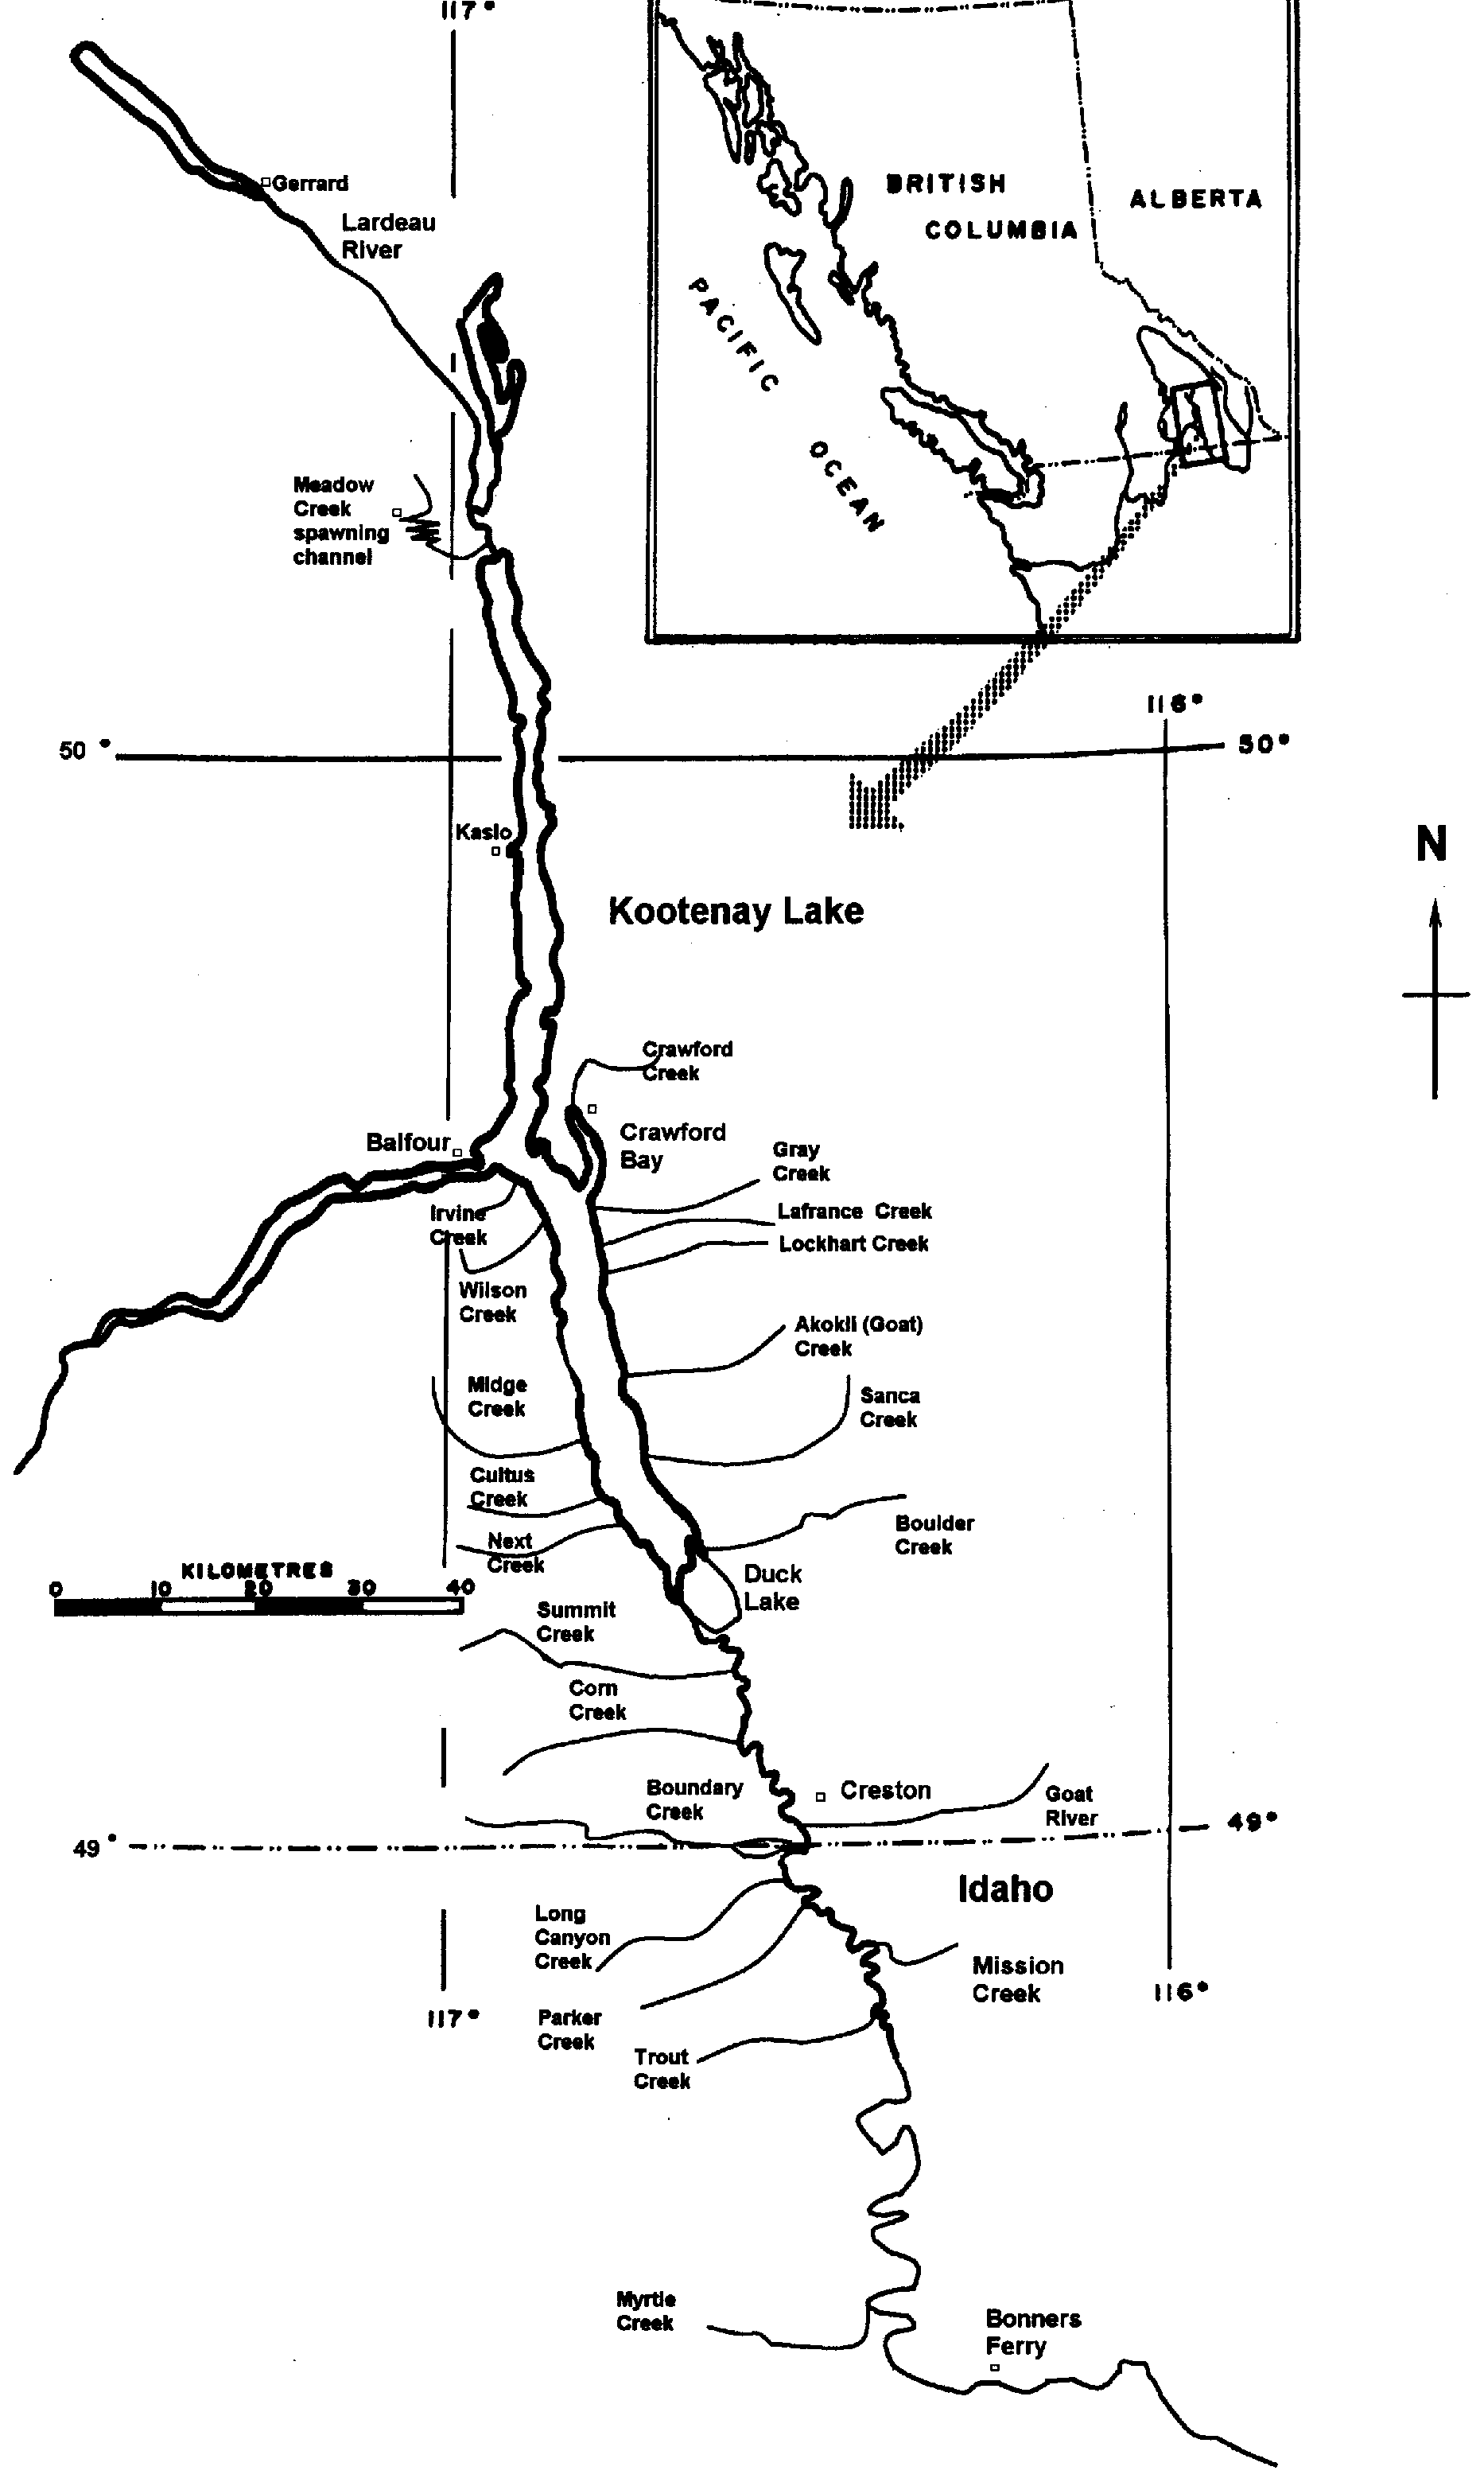 117°
Gerrard
Lardeau
River
BRITISH
COLUMBIA
ALBERTA
PACIFIC
OCEAN
Meadow
Creek
spawning
channel
116°
50°
50°
Kaslo
N
Kootenay Lake
Crawford
Creek
Balfour
Crawford
Bay
Gray
Creek
Irvine
Creek
Lafrance Creek
Lockhart Creek
Wilson
Creek
Akokli (Goat)
Creek
Midge
Creek
Sanca
Creek
Cultus
Creek
Boulder
Creek
Next
Creek
KILOMETRES
0 10 20 30 40
Duck
Lake
Summit
Creek
Corn
Creek
Boundary
Creek
Creston
Goat
River
49°
49°
Idaho
Long
Canyon
Creek
Mission
Creek
116°
117°
Parker
Creek
Trout
Creek
Myrtle
Creek
Bonners
Ferry